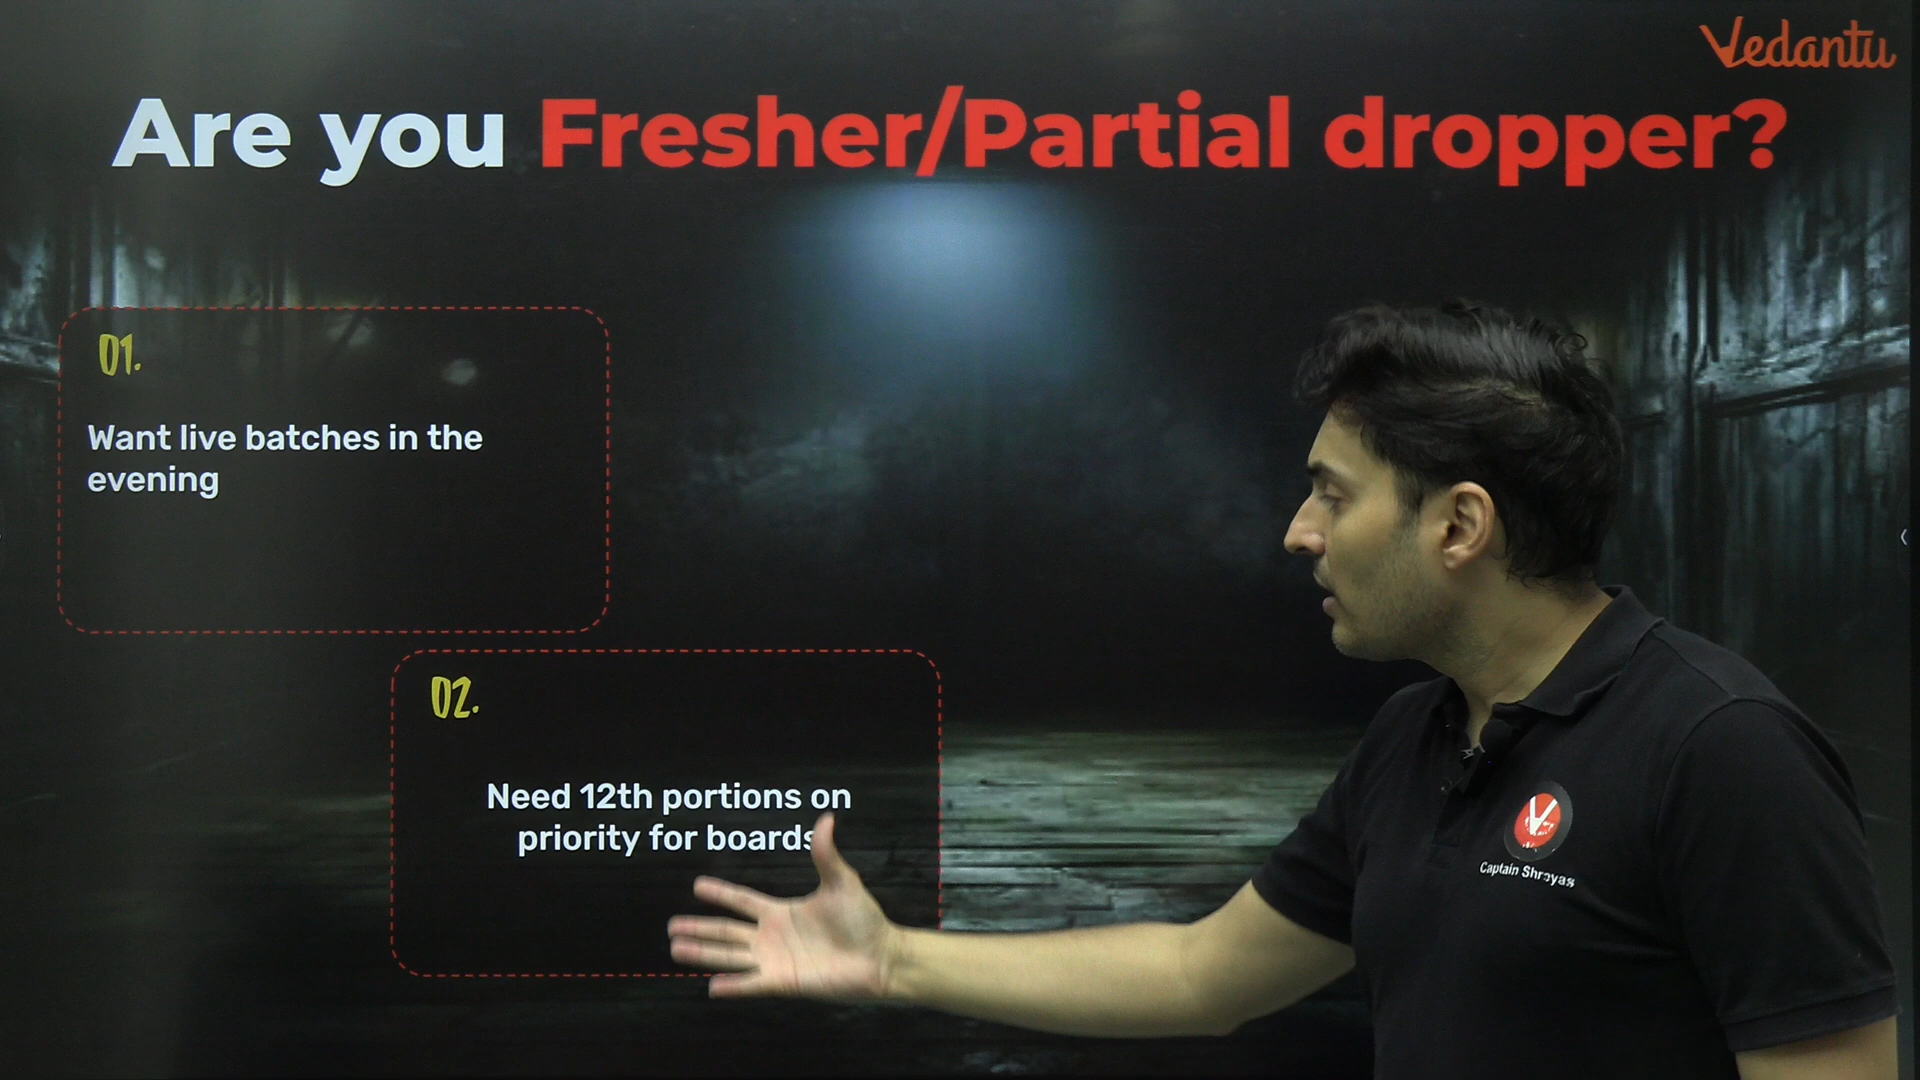 Vedantu
Are you Fresher/Partial dropper?
01.
Want live batches in the
evening
02.
Need 12th portions on
priority for boards
Captain Shreyas